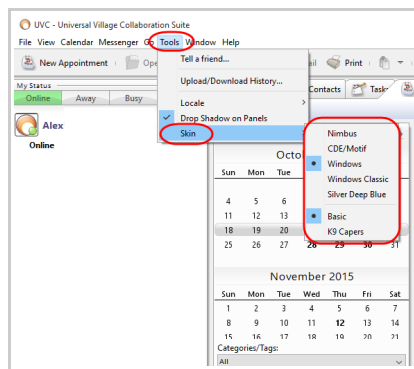 UVC - Universal Village Collaboration Suite
File View Calendar Messenger Go Tools Window Help
New Appointment
Print
Tell a friend...
Upload/Download History...
Locale
Drop Shadow on Panels
Skin
Nimbus
CDE/Motif
Windows
Windows Classic
Silver Deep Blue
Basic
K9 Capers
My Status
Online Away Busy
Contacts
Alex
Online
Sun Mon Tue
4 5 6
11 12 13
18 19 20
25 26 27 28 29 30 31
November 2015
Sun Mon Tue Wed Thu Fri Sat
1 2 3 4 5 6 7
8 9 10 11 12 13 14
15 16 17 18 19 20 21
Categories/Tags:
All